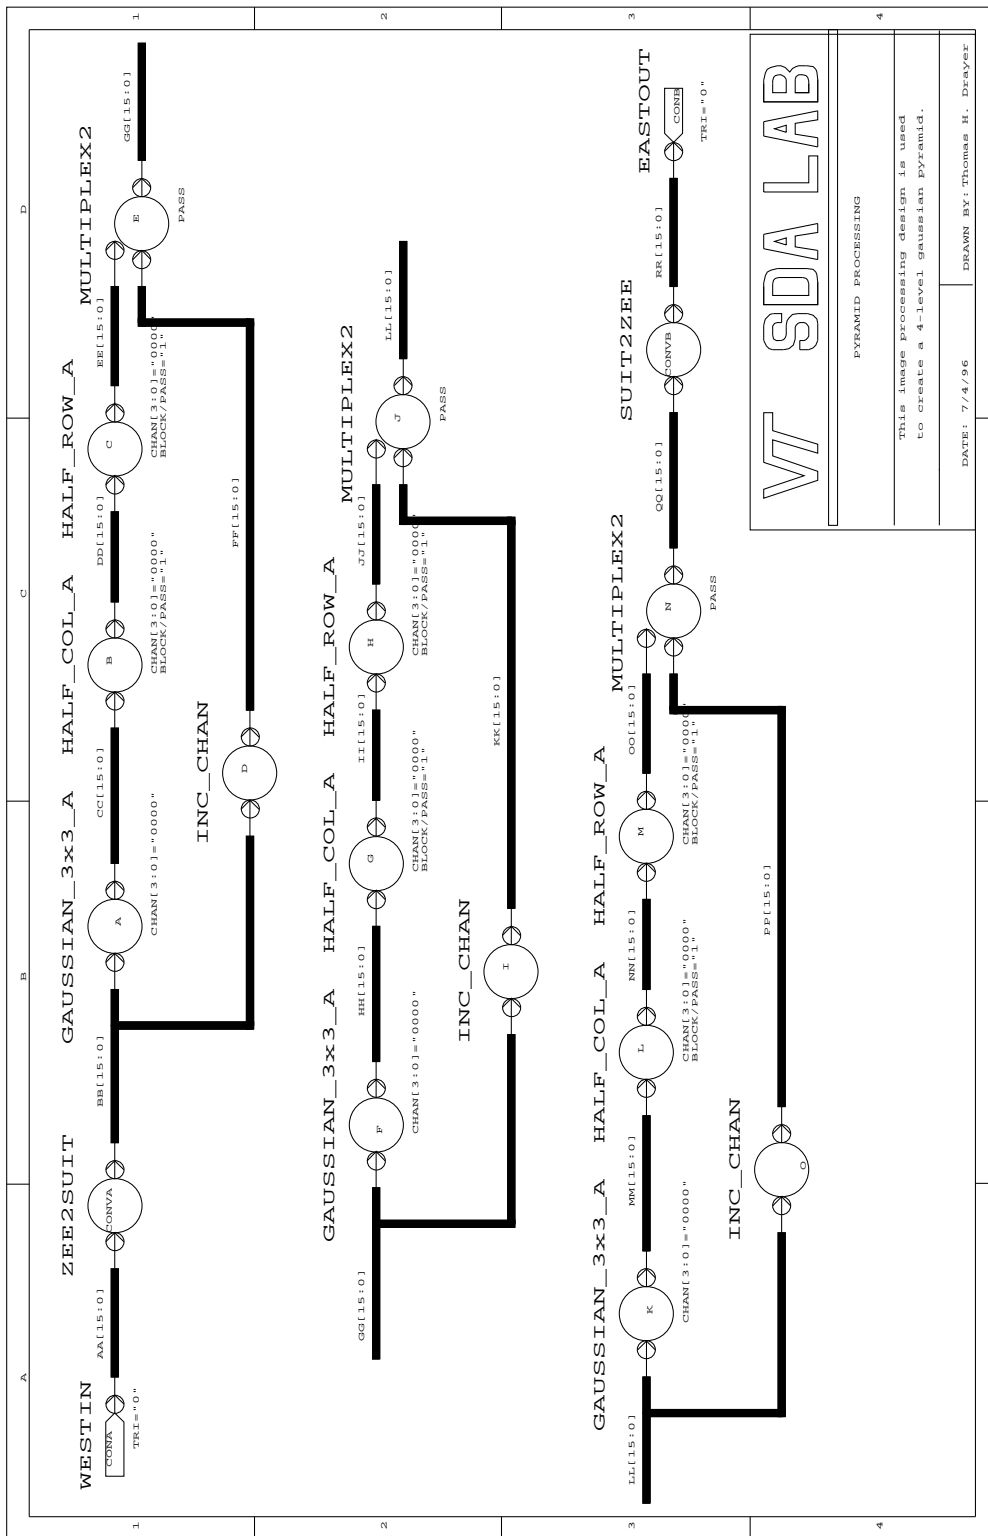 A
B
C
D
1
1
2
2
3
3
4
4
WESTIN
CONA
TRI="0"
AA[15:0]
ZEE2SUIT
CONVA
BB[15:0]
GAUSSIAN_3x3_A
A
CHAN[3:0]="0000"
CC[15:0]
HALF_COL_A
B
CHAN[3:0]="0000"
BLOCK/PASS="1"
DD[15:0]
HALF_ROW_A
C
CHAN[3:0]="0000"
BLOCK/PASS="1"
EE[15:0]
MULTIPLEX2
E
PASS
GG[15:0]
INC_CHAN
D
FF[15:0]
GG[15:0]
GAUSSIAN_3x3_A
F
CHAN[3:0]="0000"
HH[15:0]
HALF_COL_A
G
CHAN[3:0]="0000"
BLOCK/PASS="1"
II[15:0]
HALF_ROW_A
H
CHAN[3:0]="0000"
BLOCK/PASS="1"
JJ[15:0]
MULTIPLEX2
J
PASS
LL[15:0]
INC_CHAN
I
KK[15:0]
LL[15:0]
GAUSSIAN_3x3_A
K
CHAN[3:0]="0000"
MM[15:0]
HALF_COL_A
L
CHAN[3:0]="0000"
BLOCK/PASS="1"
NN[15:0]
HALF_ROW_A
M
CHAN[3:0]="0000"
BLOCK/PASS="1"
OO[15:0]
MULTIPLEX2
N
PASS
QQ[15:0]
SUIT2ZEE
CONVB
RR[15:0]
EASTOUT
CONB
TRI="0"
INC_CHAN
O
PP[15:0]
VT SDA LAB
PYRAMID PROCESSING
This image processing design is used
to create a 4-level gaussian pyramid.
DATE: 7/4/96
DRAWN BY: Thomas H. Drayer